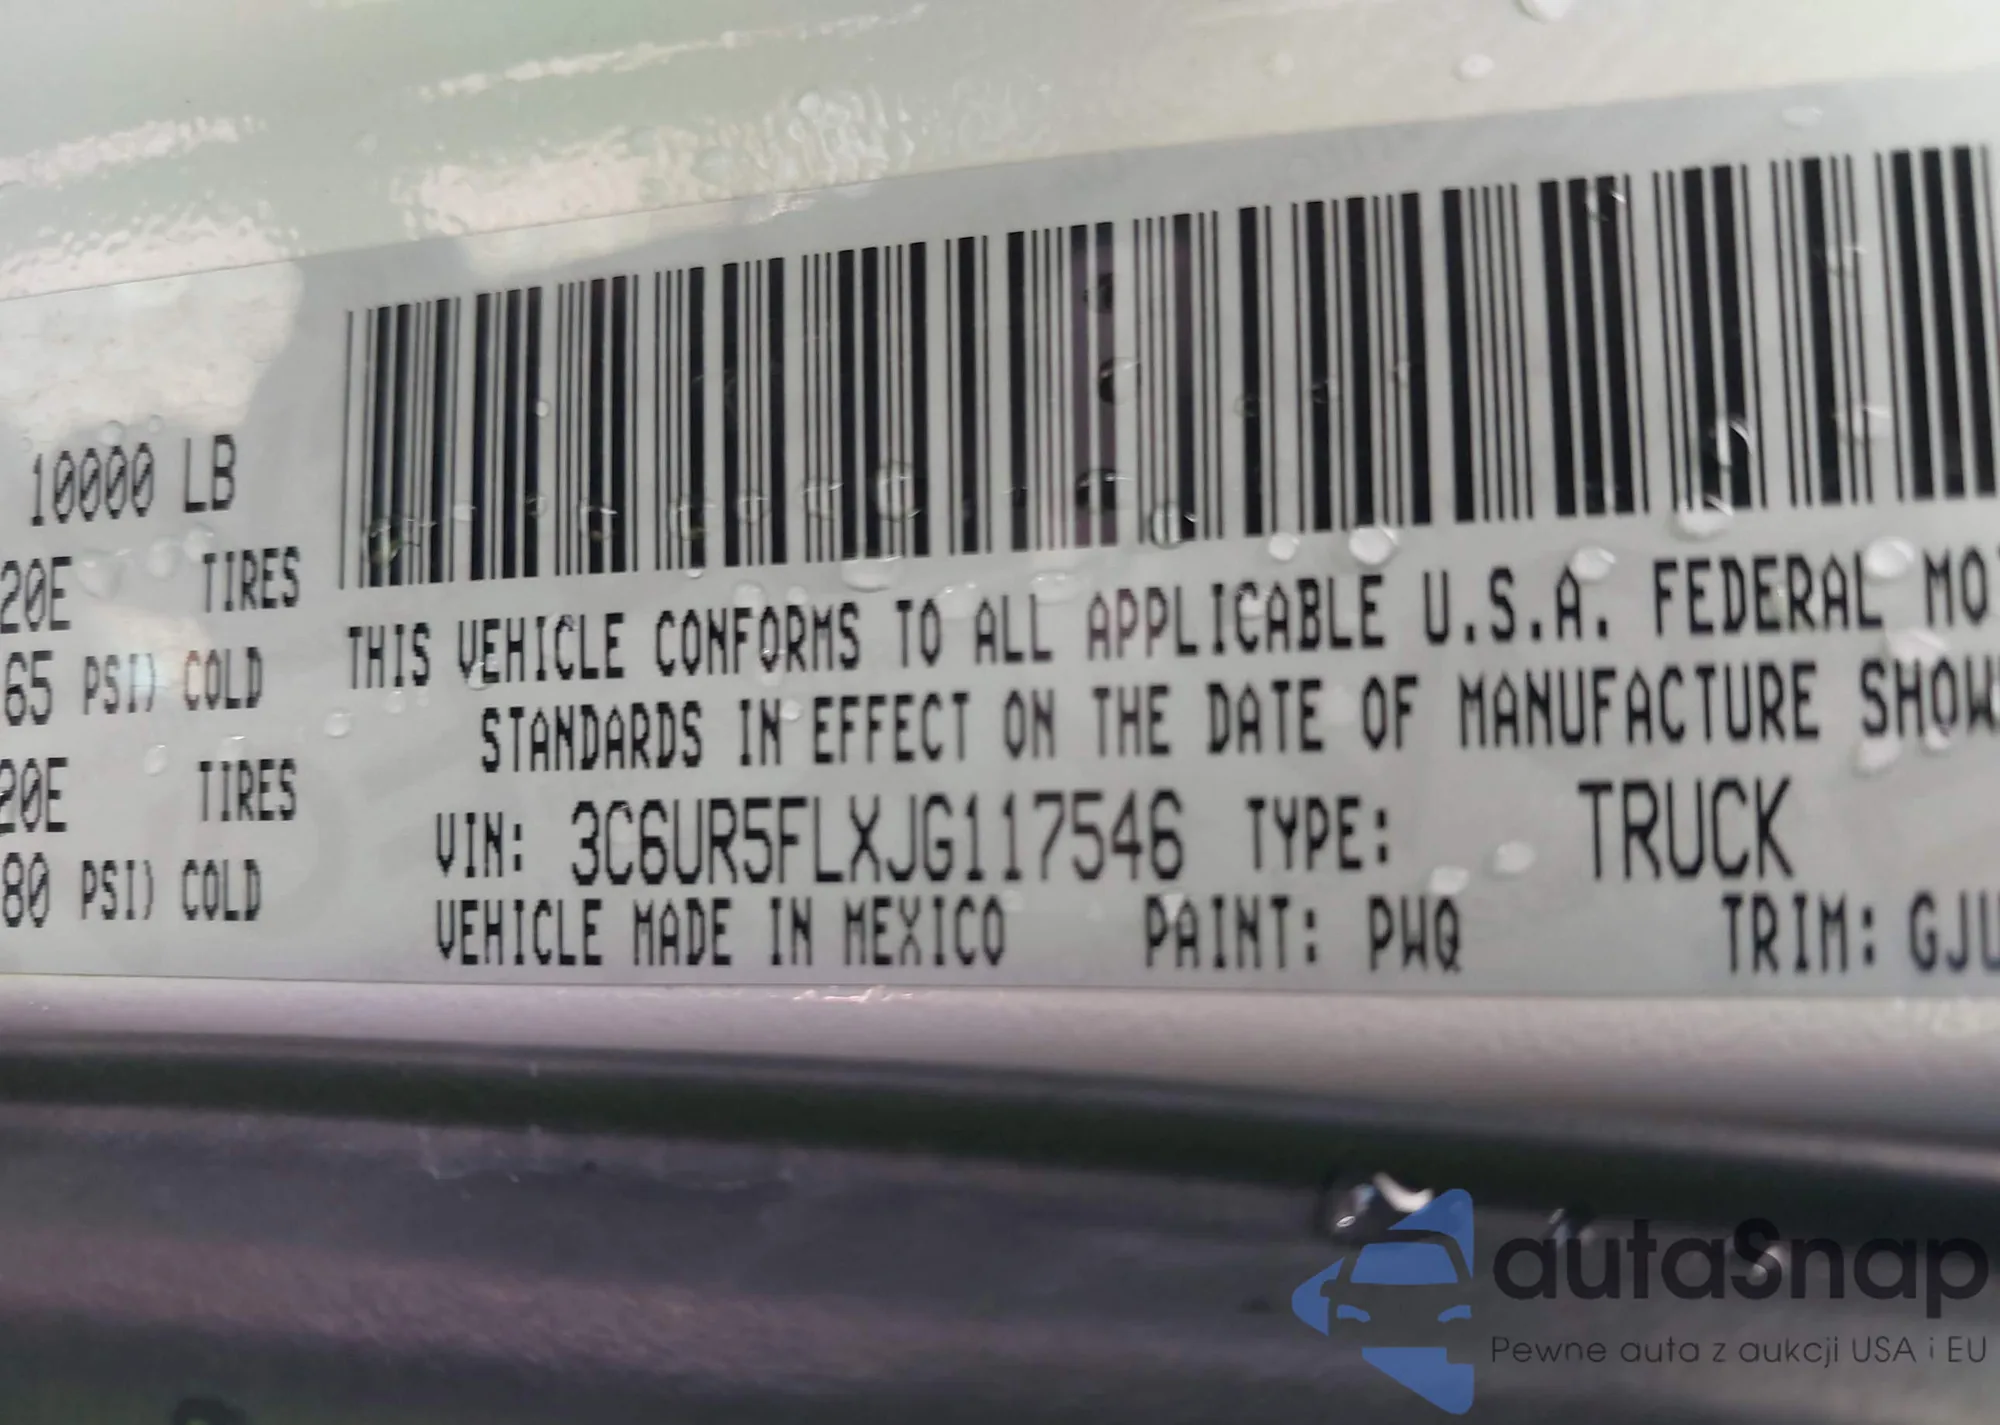 10000 LB
20E TIRES
65 PSI) COLD
20E TIRES
80 PSI) COLD
THIS VEHICLE CONFORMS TO ALL APPLICABLE U.S.A. FEDERAL MO
STANDARDS IN EFFECT ON THE DATE OF MANUFACTURE SHOW
VIN: 3C6UR5FLXJG117546 TYPE: TRUCK
VEHICLE MADE IN MEXICO PAINT: PWQ TRIM: GJU
autaSnap
Pewne auta z aukcji USA i EU